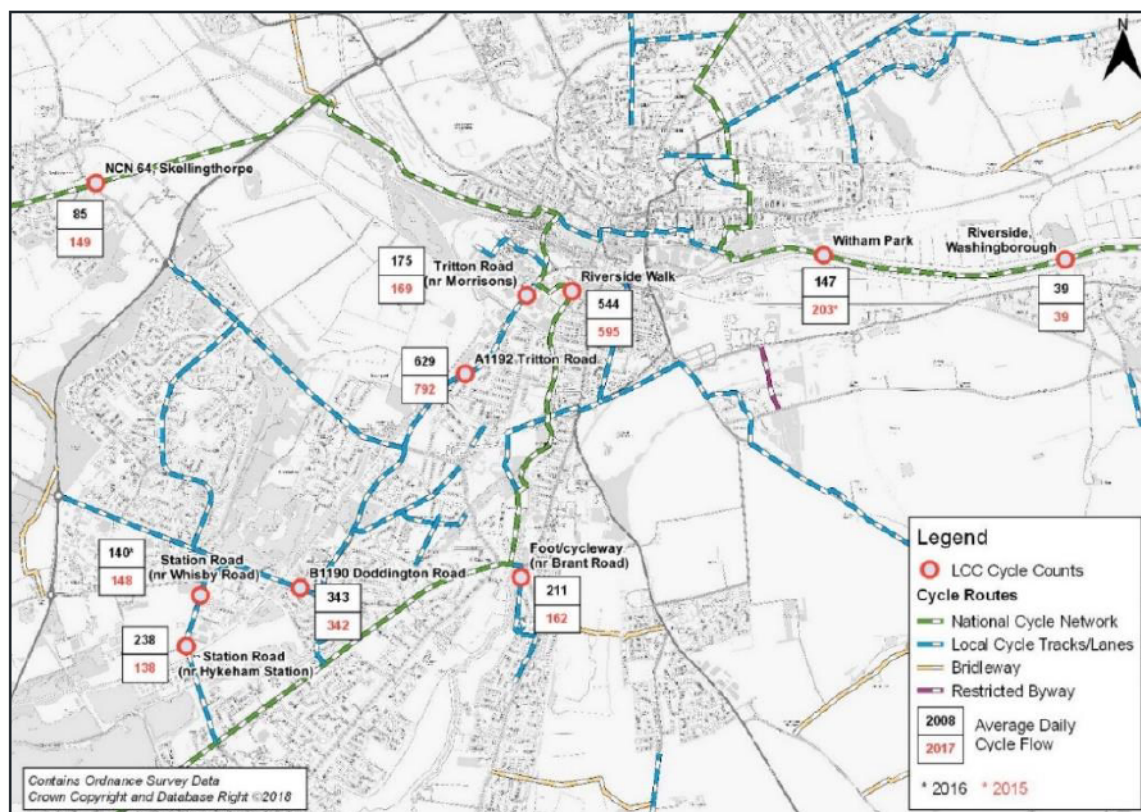 N
NCN 64, Skellingthorpe
85
149
175
169
Tritton Road
(nr Morrisons)
Riverside Walk
544
595
Witham Park
147
203*
Riverside,
Washingborough
39
39
629
792
A1192 Tritton Road
140*
148
Station Road
(nr Whisby Road)
B1190 Doddington Road
343
342
238
138
Station Road
(nr Hykeham Station)
Foot/cycleway
(nr Brant Road)
211
162
Legend
LCC Cycle Counts
Cycle Routes
National Cycle Network
Local Cycle Tracks/Lanes
Bridleway
Restricted Byway
2008
2017
Average Daily
Cycle Flow
* 2016 * 2015
Contains Ordnance Survey Data
Crown Copyright and Database Right ©2018